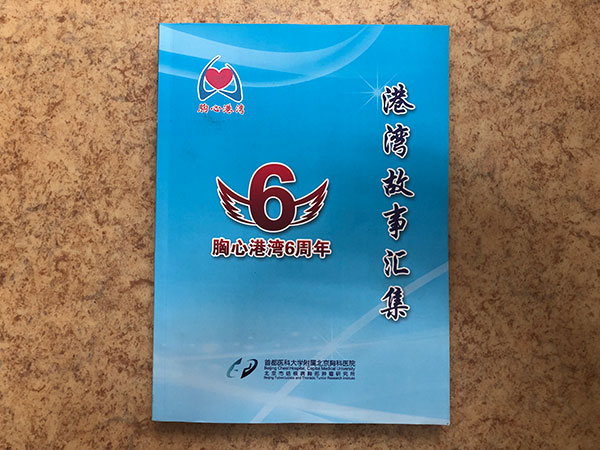 胸心港湾
港湾故事汇集
6
胸心港湾6周年
首都医科大学附属北京胸科医院
Beijing Chest Hospital, Capital Medical University
北京市结核病胸部肿瘤研究所
Beijing Tuberculosis and Thoracic Tumor Research Institute